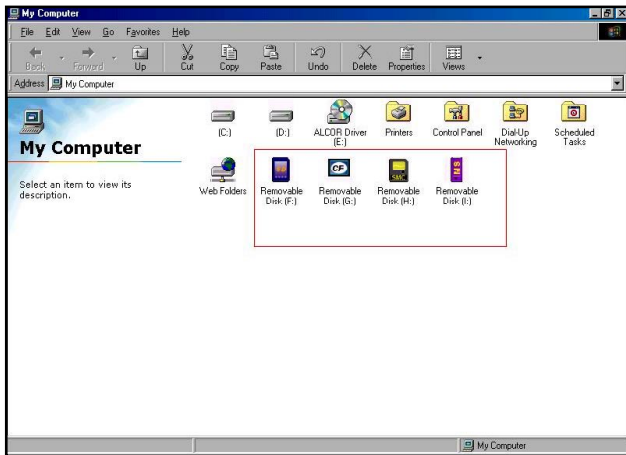 My Computer
File Edit View Go Favorites Help
Back Forward Up Cut Copy Paste Undo Delete Properties Views
Address My Computer
My Computer
Select an item to view its
description.
(C:) (D:) ALCOR Driver
(E:) Printers Control Panel Dial-Up
Networking Scheduled
Tasks
Web Folders Removable
Disk (F:) Removable
Disk (G:) Removable
Disk (H:) Removable
Disk (I:)
CF
SMC
MS
My Computer